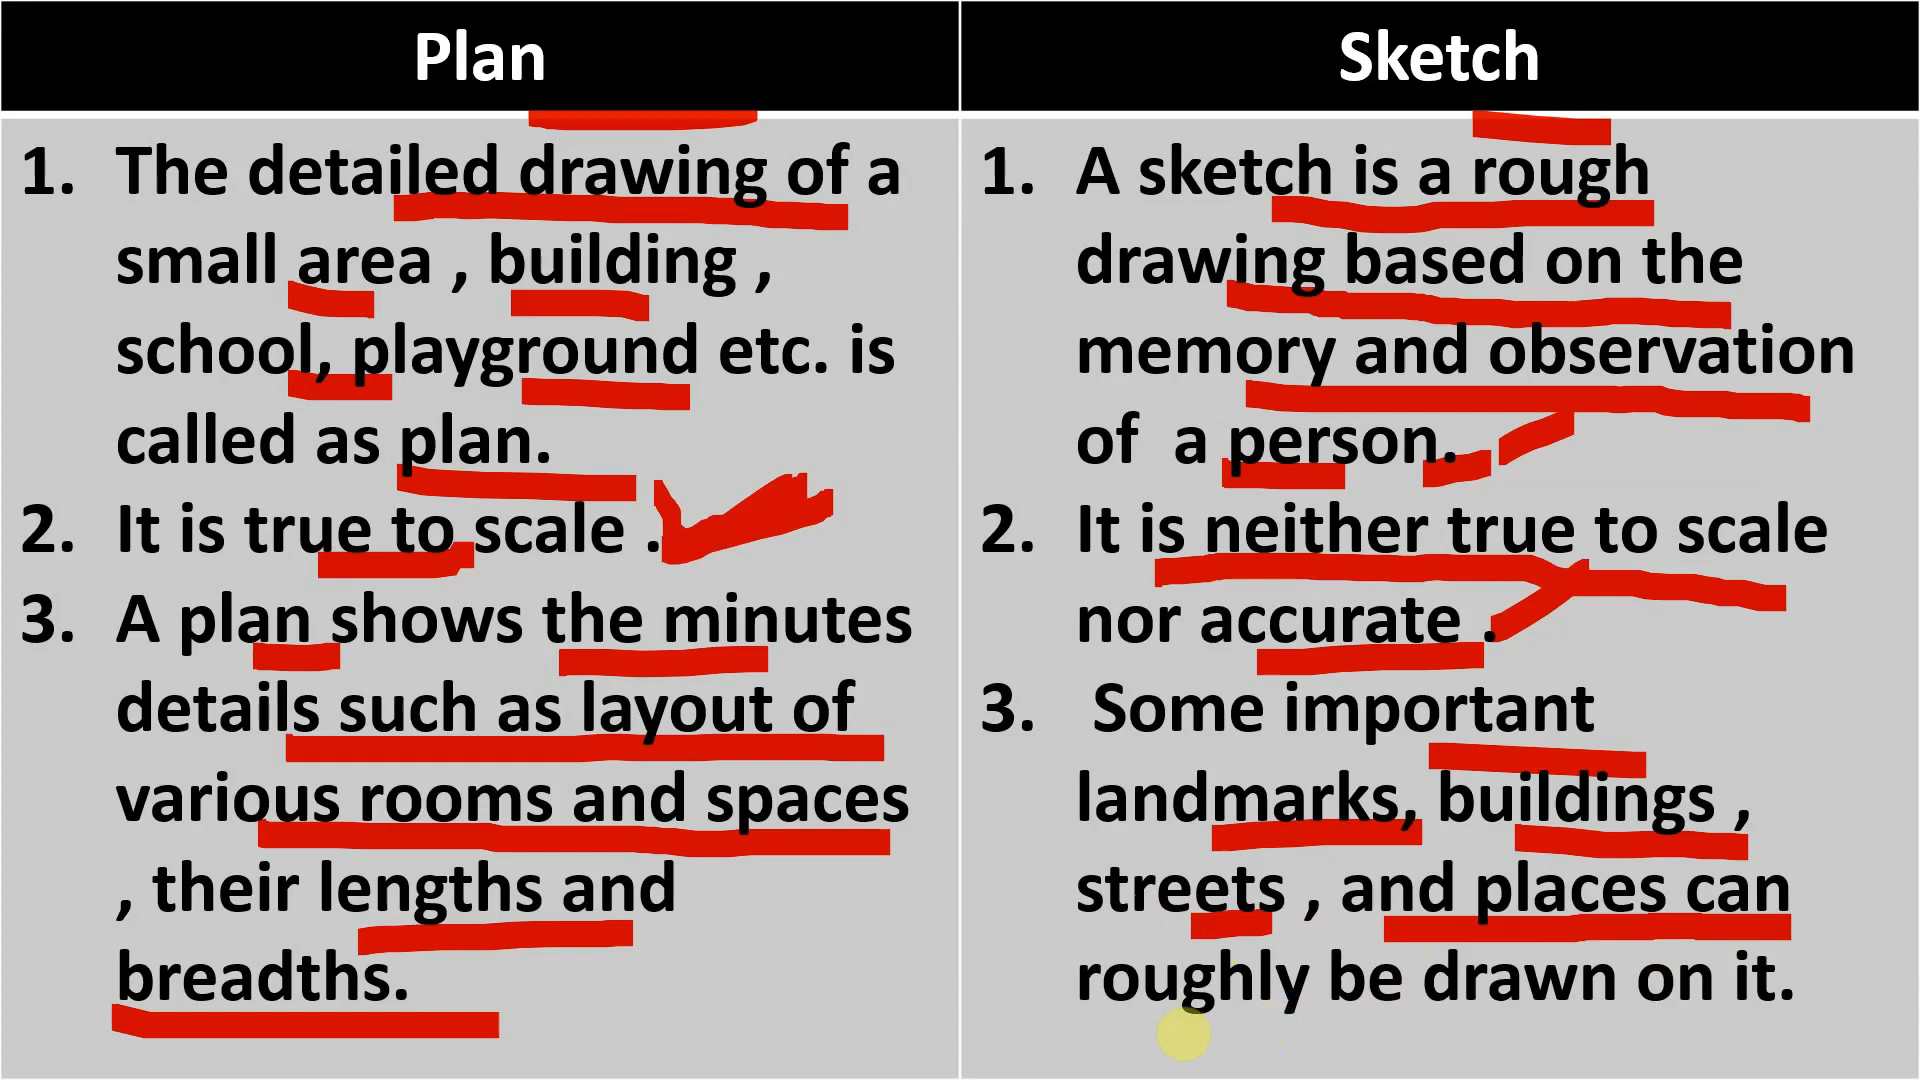 Plan
Sketch
1. The detailed drawing of a
small area , building ,
school, playground etc. is
called as plan.
2. It is true to scale .
3. A plan shows the minutes
details such as layout of
various rooms and spaces
, their lengths and
breadths.
1. A sketch is a rough
drawing based on the
memory and observation
of a person.
2. It is neither true to scale
nor accurate .
3. Some important
landmarks, buildings ,
streets , and places can
roughly be drawn on it.